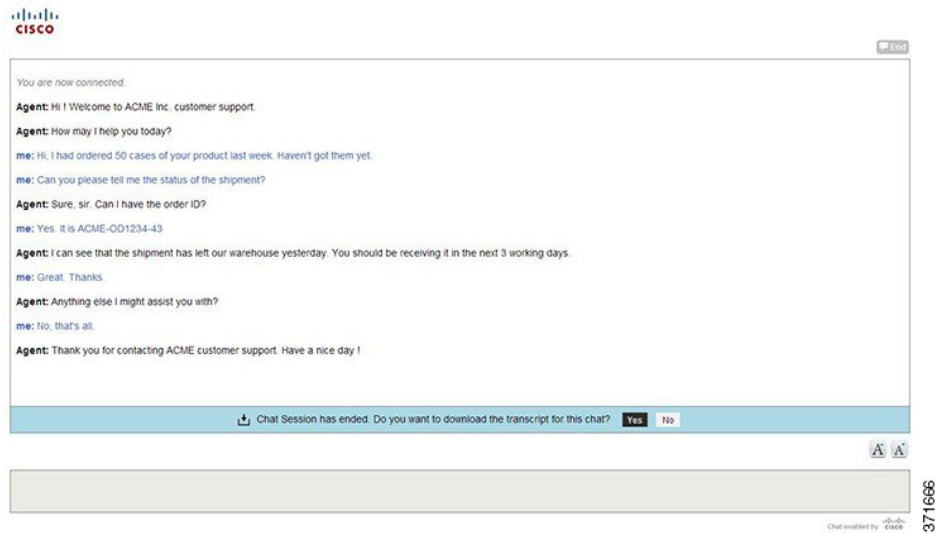 CISCO
End
You are now connected.
Agent: Hi ! Welcome to ACME Inc. customer support.
Agent: How may I help you today?
me: Hi, I had ordered 50 cases of your product last week. Haven't got them yet.
me: Can you please tell me the status of the shipment?
Agent: Sure, sir. Can I have the order ID?
me: Yes. It is ACME-OD1234-43
Agent: I can see that the shipment has left our warehouse yesterday. You should be receiving it in the next 3 working days.
me: Great. Thanks.
Agent: Anything else I might assist you with?
me: No, that's all.
Agent: Thank you for contacting ACME customer support. Have a nice day !
Chat Session has ended. Do you want to download the transcript for this chat? Yes No
A A
Chat enabled by CISCO
371666